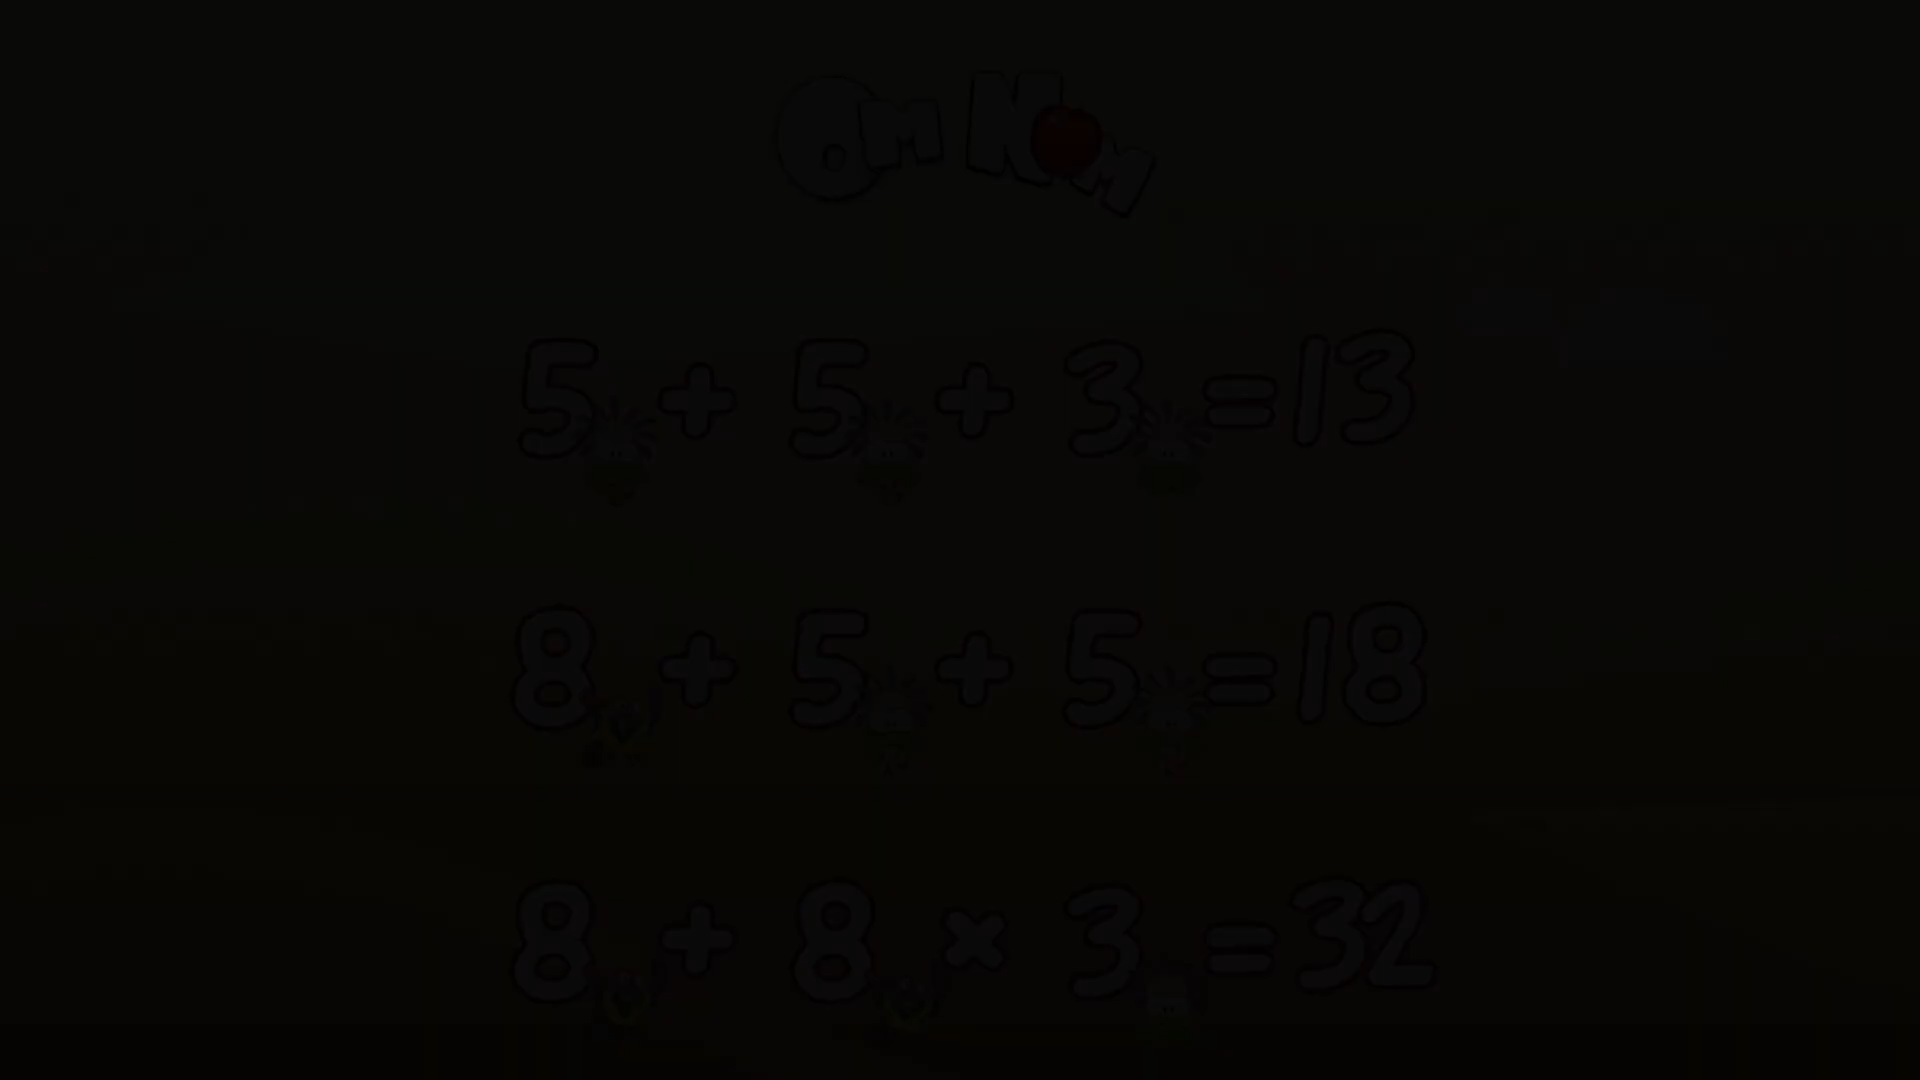 Om Nom
5 + 5 + 3 = 13
8 + 5 + 5 = 18
8 + 8 × 3 = 32